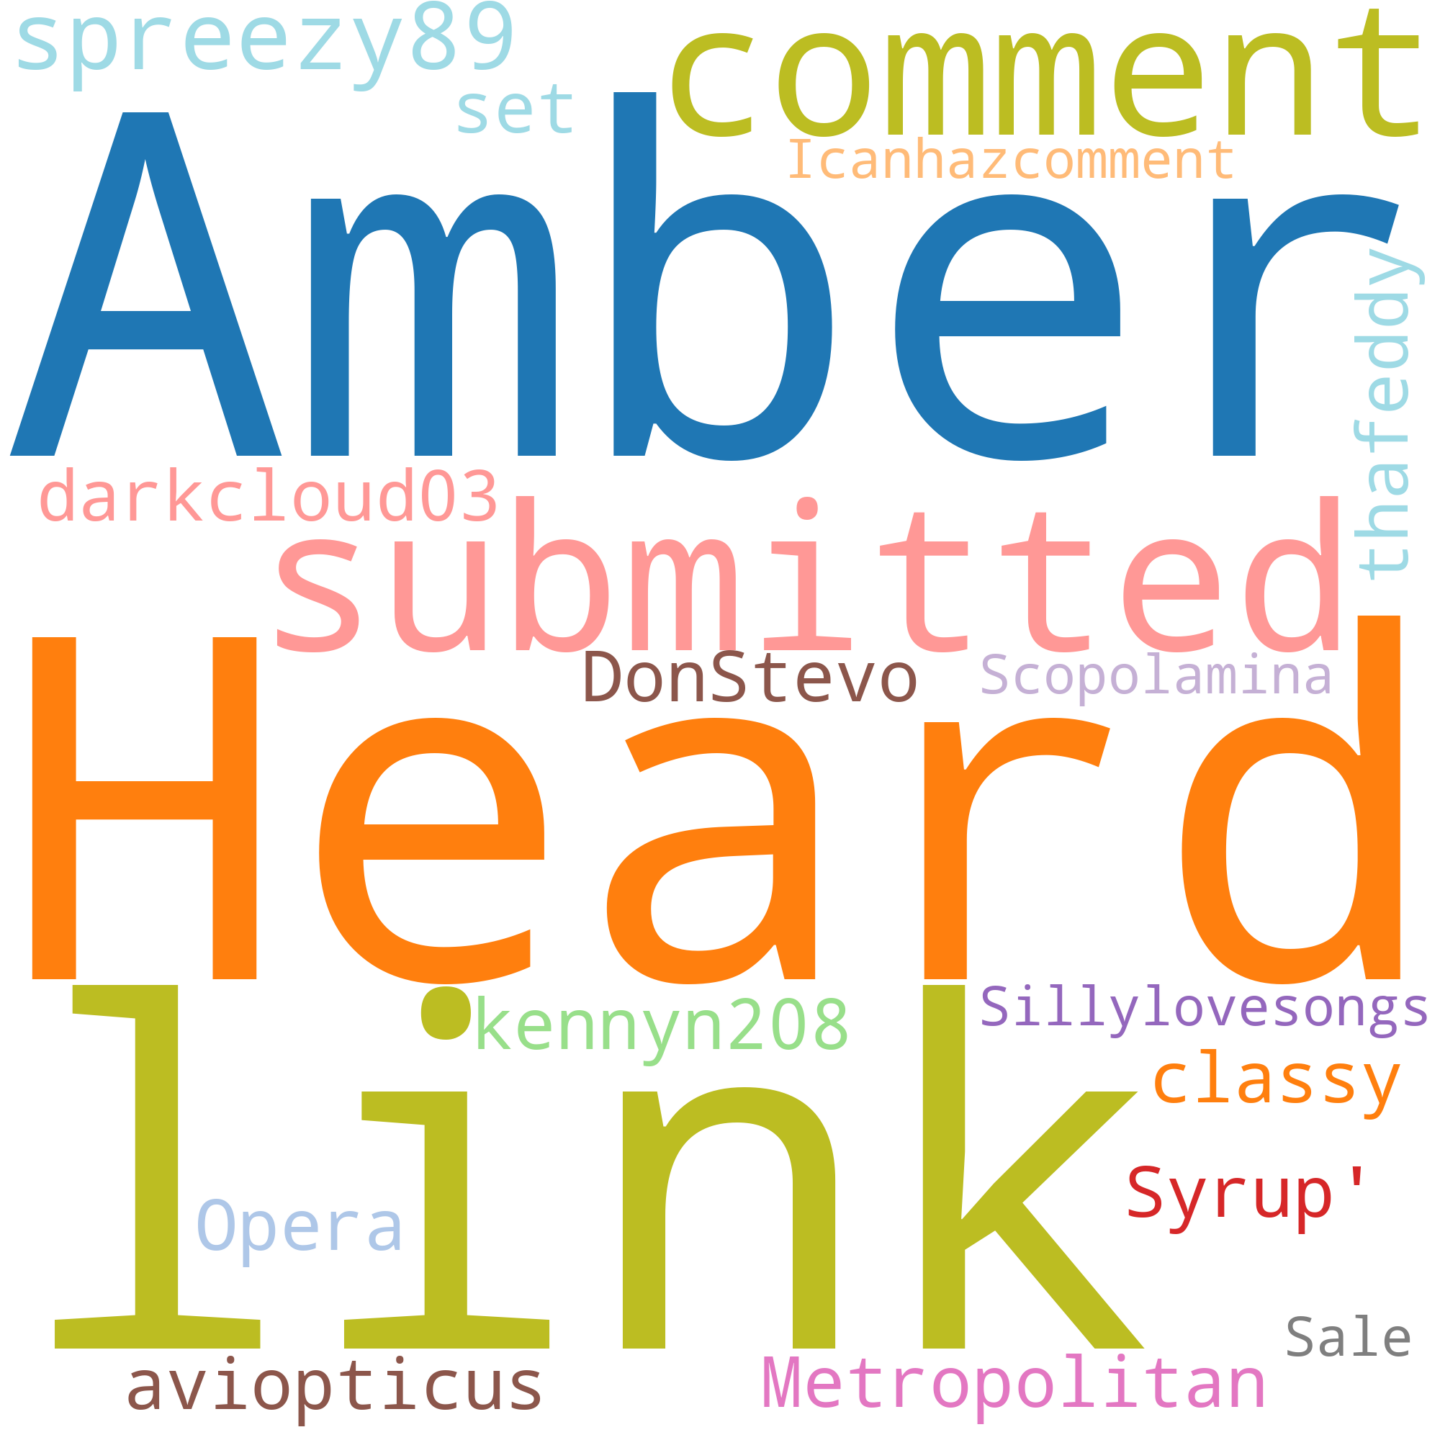 spreezy89
comment
set
Icanhazcomment
Amber
thafeddy
darkcloud03
submitted
DonStevo
Scopolamina
Heard
kennyn208
Sillylovesongs
link
classy
Syrup'
Opera
Sale
aviopticus
Metropolitan